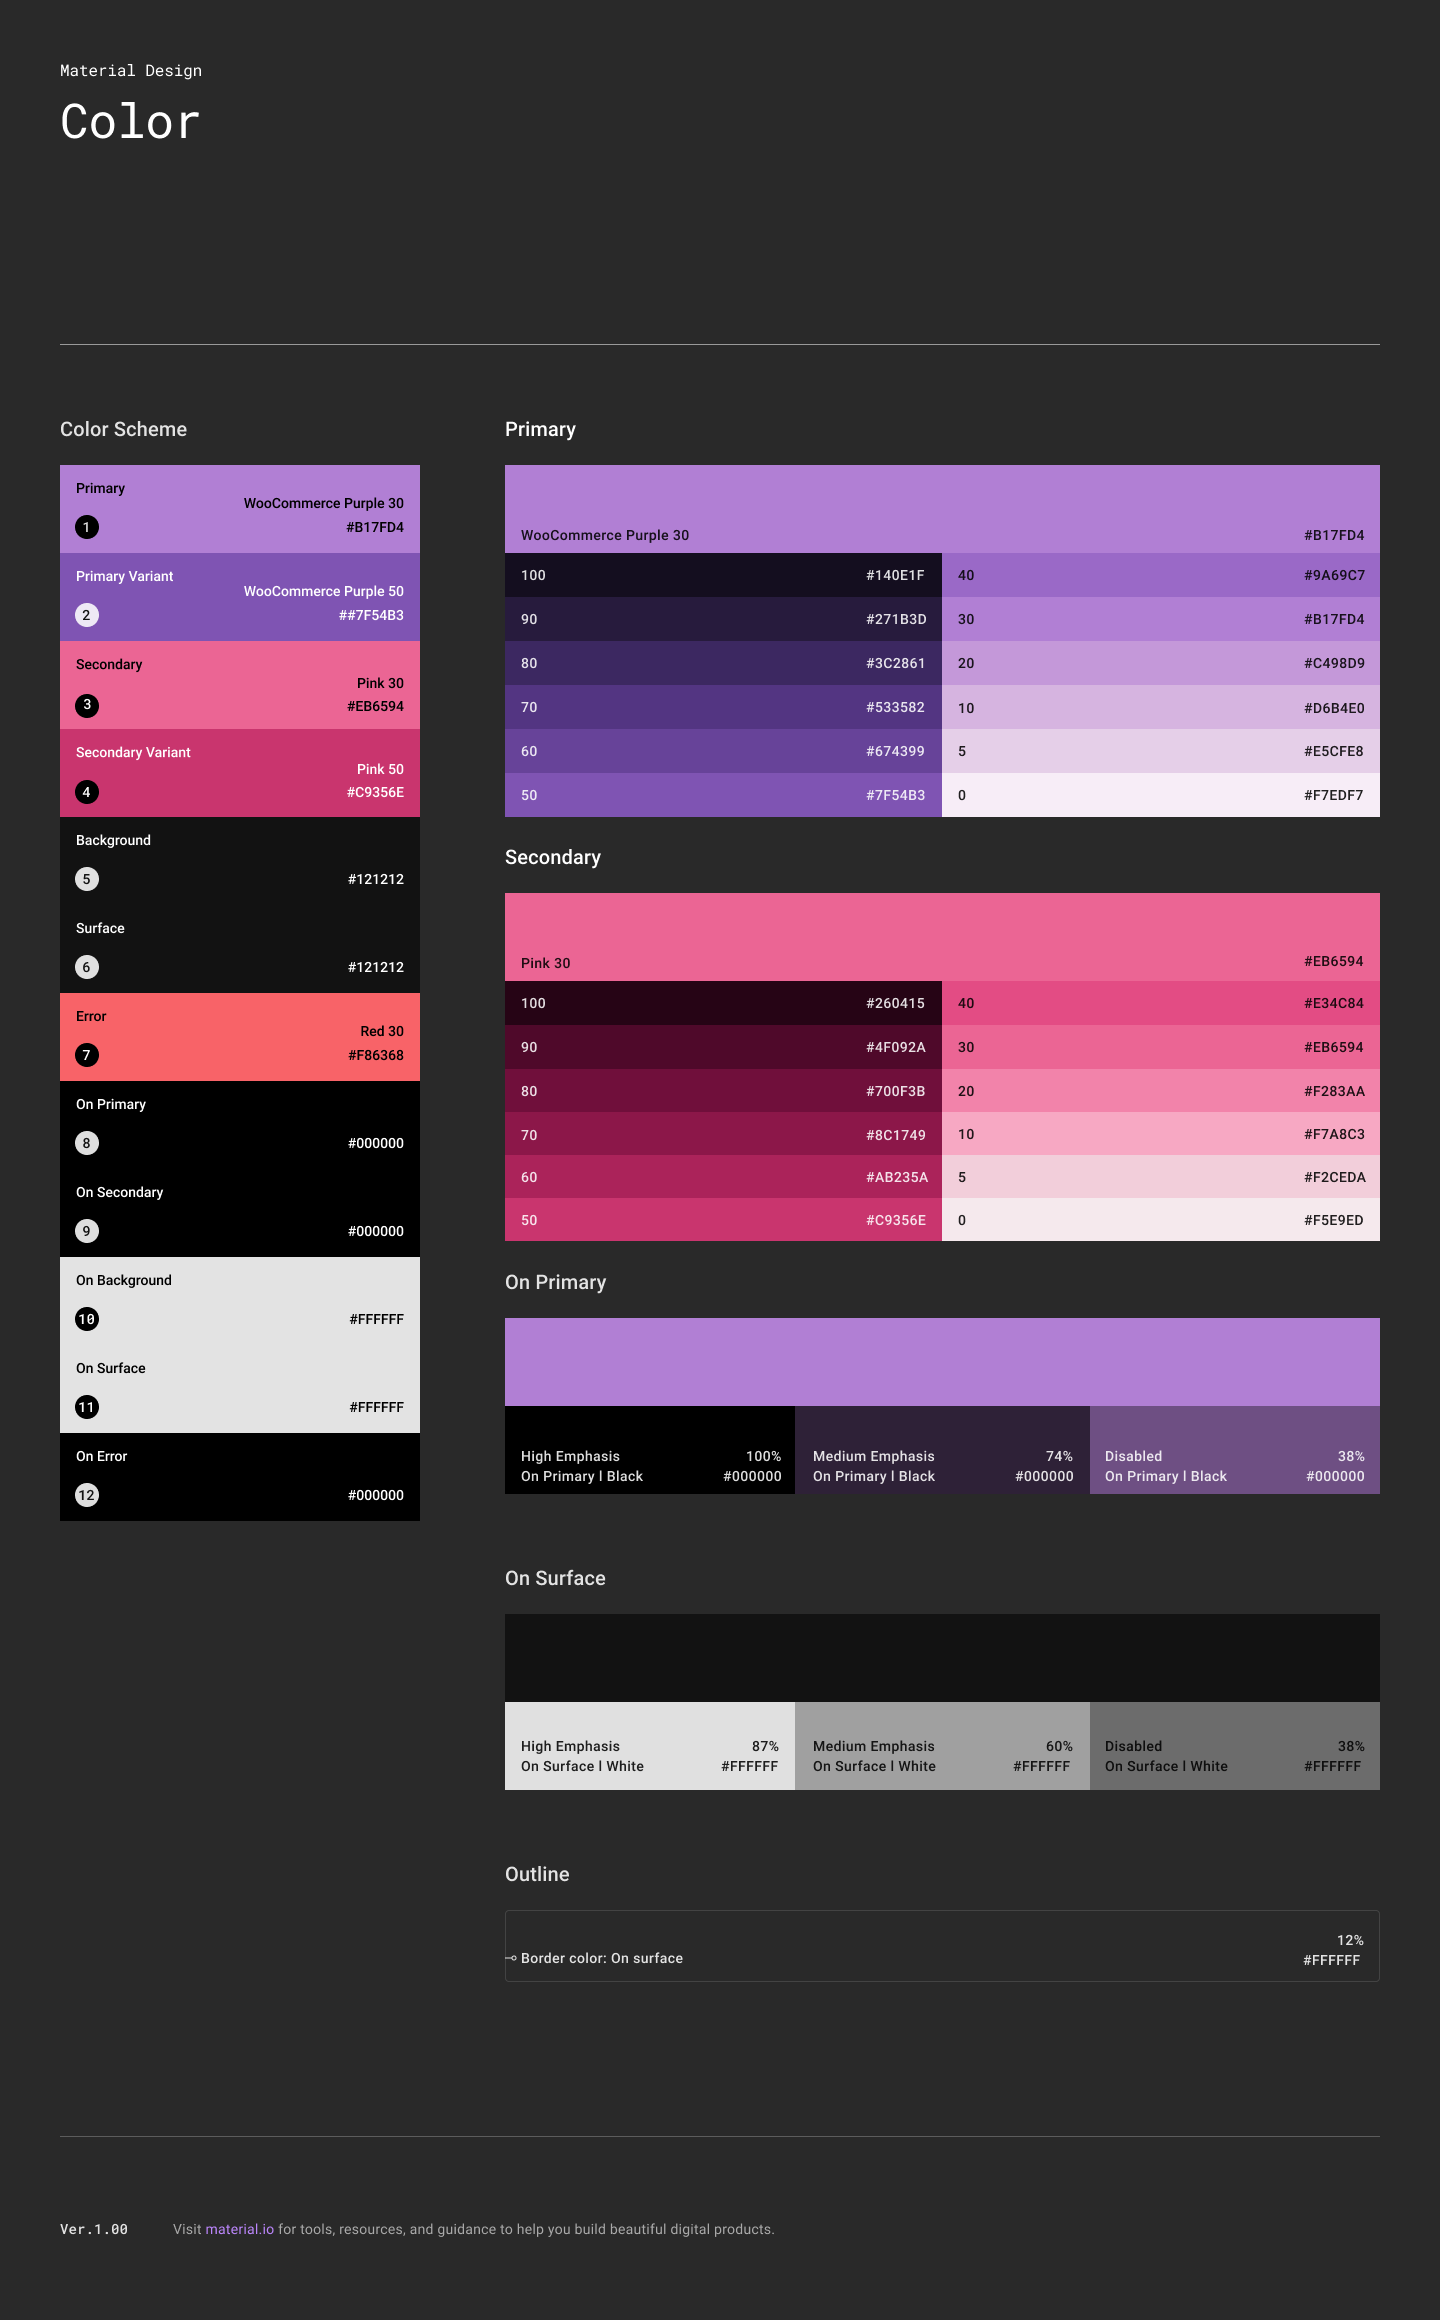 Material Design
Color
Color Scheme
Primary
WooCommerce Purple 30
1
#B17FD4
Primary Variant
WooCommerce Purple 50
2
##7F54B3
Secondary
Pink 30
3
#EB6594
Secondary Variant
Pink 50
4
#C9356E
Background
5
#121212
Surface
6
#121212
Error
Red 30
7
#F86368
On Primary
8
#000000
On Secondary
9
#000000
On Background
10
#FFFFFF
On Surface
11
#FFFFFF
On Error
12
#000000
Primary
WooCommerce Purple 30 #B17FD4
100 #140E1F 40 #9A69C7
90 #271B3D 30 #B17FD4
80 #3C2861 20 #C498D9
70 #533582 10 #D6B4E0
60 #674399 5 #E5CFE8
50 #7F54B3 0 #F7EDF7
Secondary
Pink 30 #EB6594
100 #260415 40 #E34C84
90 #4F092A 30 #EB6594
80 #700F3B 20 #F283AA
70 #8C1749 10 #F7A8C3
60 #AB235A 5 #F2CEDA
50 #C9356E 0 #F5E9ED
On Primary
High Emphasis 100%
On Primary l Black #000000
Medium Emphasis 74%
On Primary l Black #000000
Disabled 38%
On Primary l Black #000000
On Surface
High Emphasis 87%
On Surface l White #FFFFFF
Medium Emphasis 60%
On Surface l White #FFFFFF
Disabled 38%
On Surface l White #FFFFFF
Outline
12%
Border color: On surface #FFFFFF
Ver.1.00 Visit material.io for tools, resources, and guidance to help you build beautiful digital products.